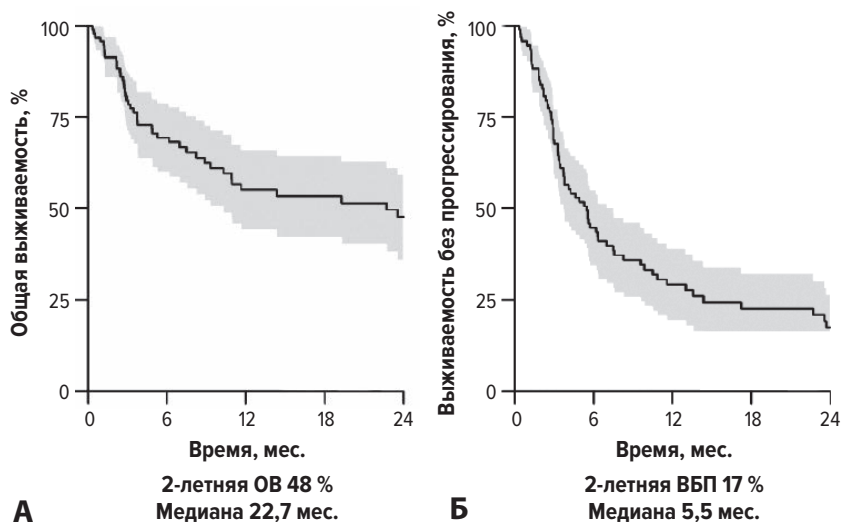 Общая выживаемость, %
100
75
50
25
0
0 6 12 18 24
Время, мес.
2-летняя ОВ 48 %
Медиана 22,7 мес.
А
Выживаемость без прогрессирования, %
100
75
50
25
0
0 6 12 18 24
Время, мес.
2-летняя ВБП 17 %
Медиана 5,5 мес.
Б